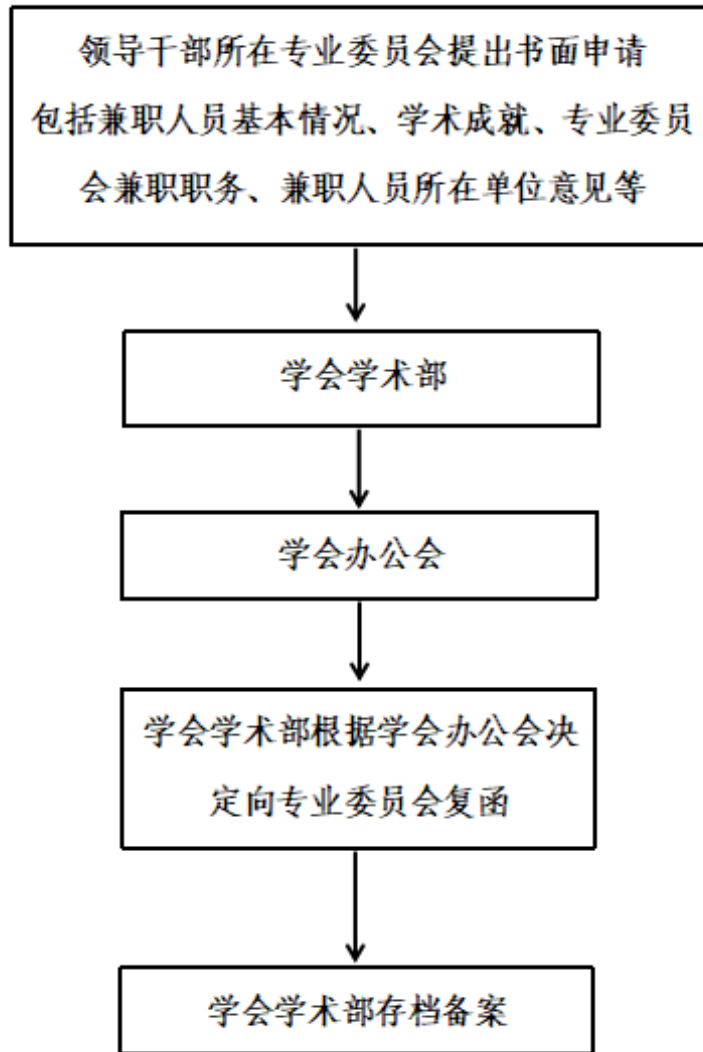 领导干部所在专业委员会提出书面申请
包括兼职人员基本情况、学术成就、专业委员
会兼职职务、兼职人员所在单位意见等
学会学术部
学会办公会
学会学术部根据学会办公会决
定向专业委员会复函
学会学术部存档备案